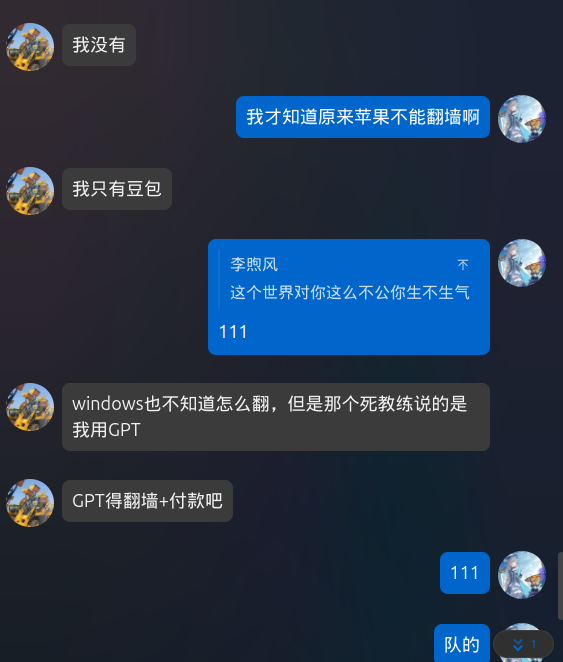 我没有
我才知道原来苹果不能翻墙啊
我只有豆包
李煦风
这个世界对你这么不公你生不生气
111
windows也不知道怎么翻，但是那个死教练说的是
我用GPT
GPT得翻墙+付款吧
111
队的
1